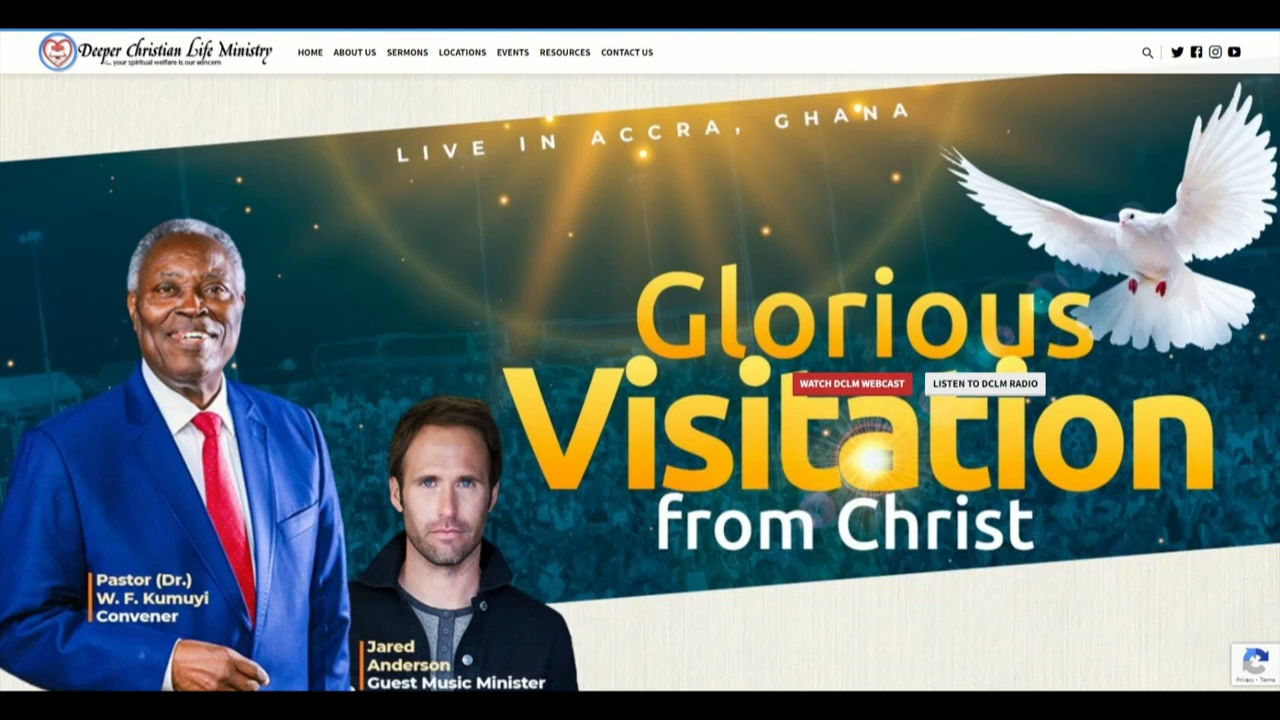 Deeper Christian Life Ministry
... your spiritual welfare is our concern
HOME ABOUT US SERMONS LOCATIONS EVENTS RESOURCES CONTACT US
LIVE IN ACCRA, GHANA
Glorious
Visitation
WATCH DCLM WEBCAST LISTEN TO DCLM RADIO
from Christ
Pastor (Dr.)
W. F. Kumuyi
Convener
Jared
Anderson
Guest Music Minister
Privacy - Terms